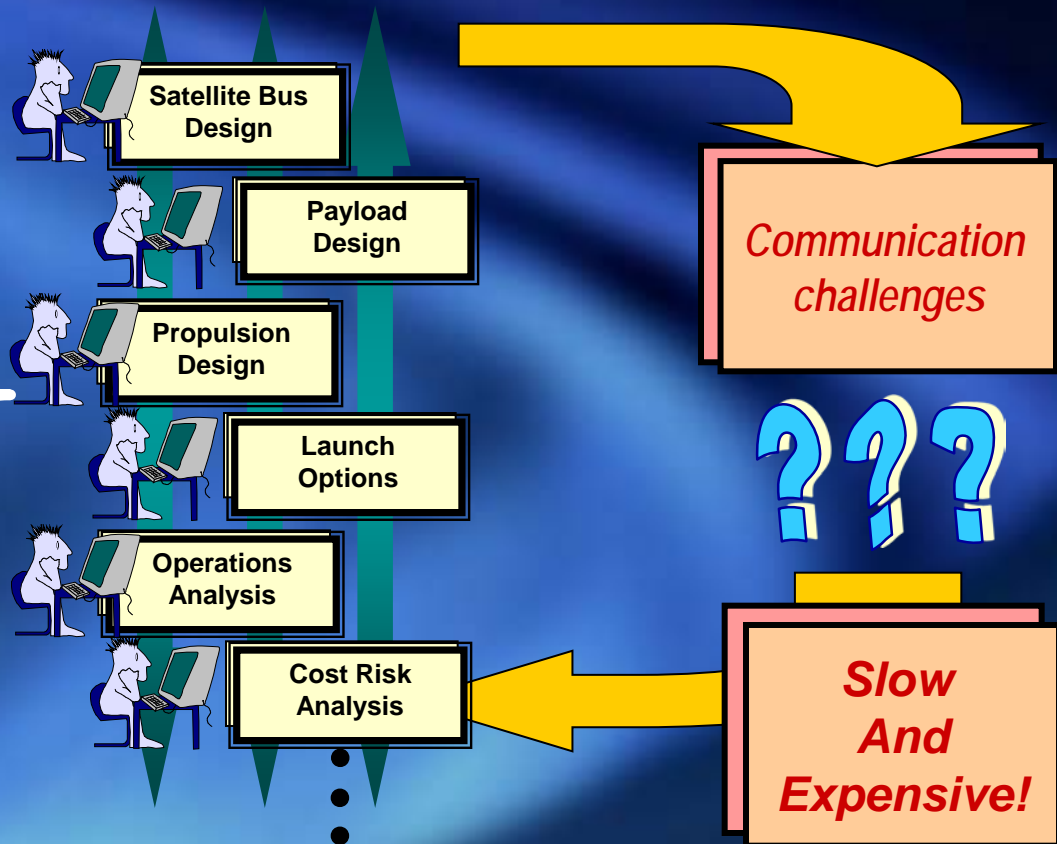 Satellite Bus
Design
Payload
Design
Propulsion
Design
Launch
Options
Operations
Analysis
Cost Risk
Analysis
Communication
challenges
? ? ?
Slow
And
Expensive!